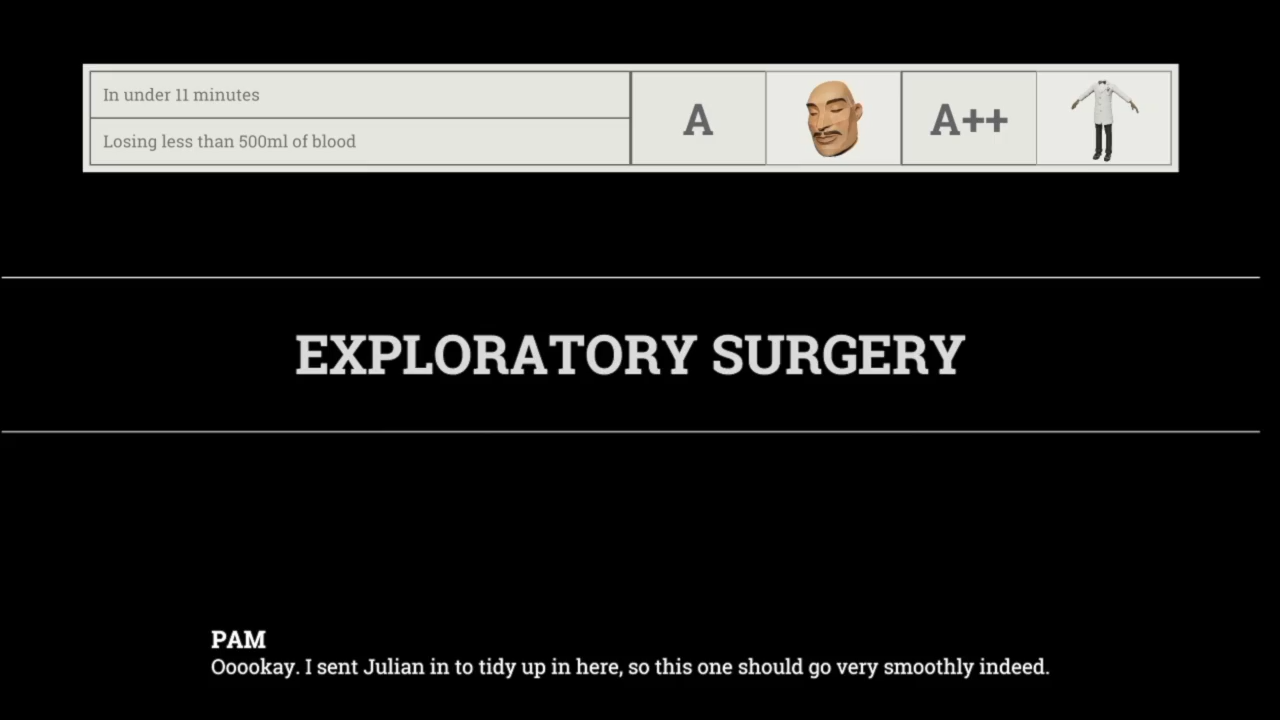 In under 11 minutes
Losing less than 500ml of blood
A
A++
EXPLORATORY SURGERY
PAM
Ooookay. I sent Julian in to tidy up in here, so this one should go very smoothly indeed.